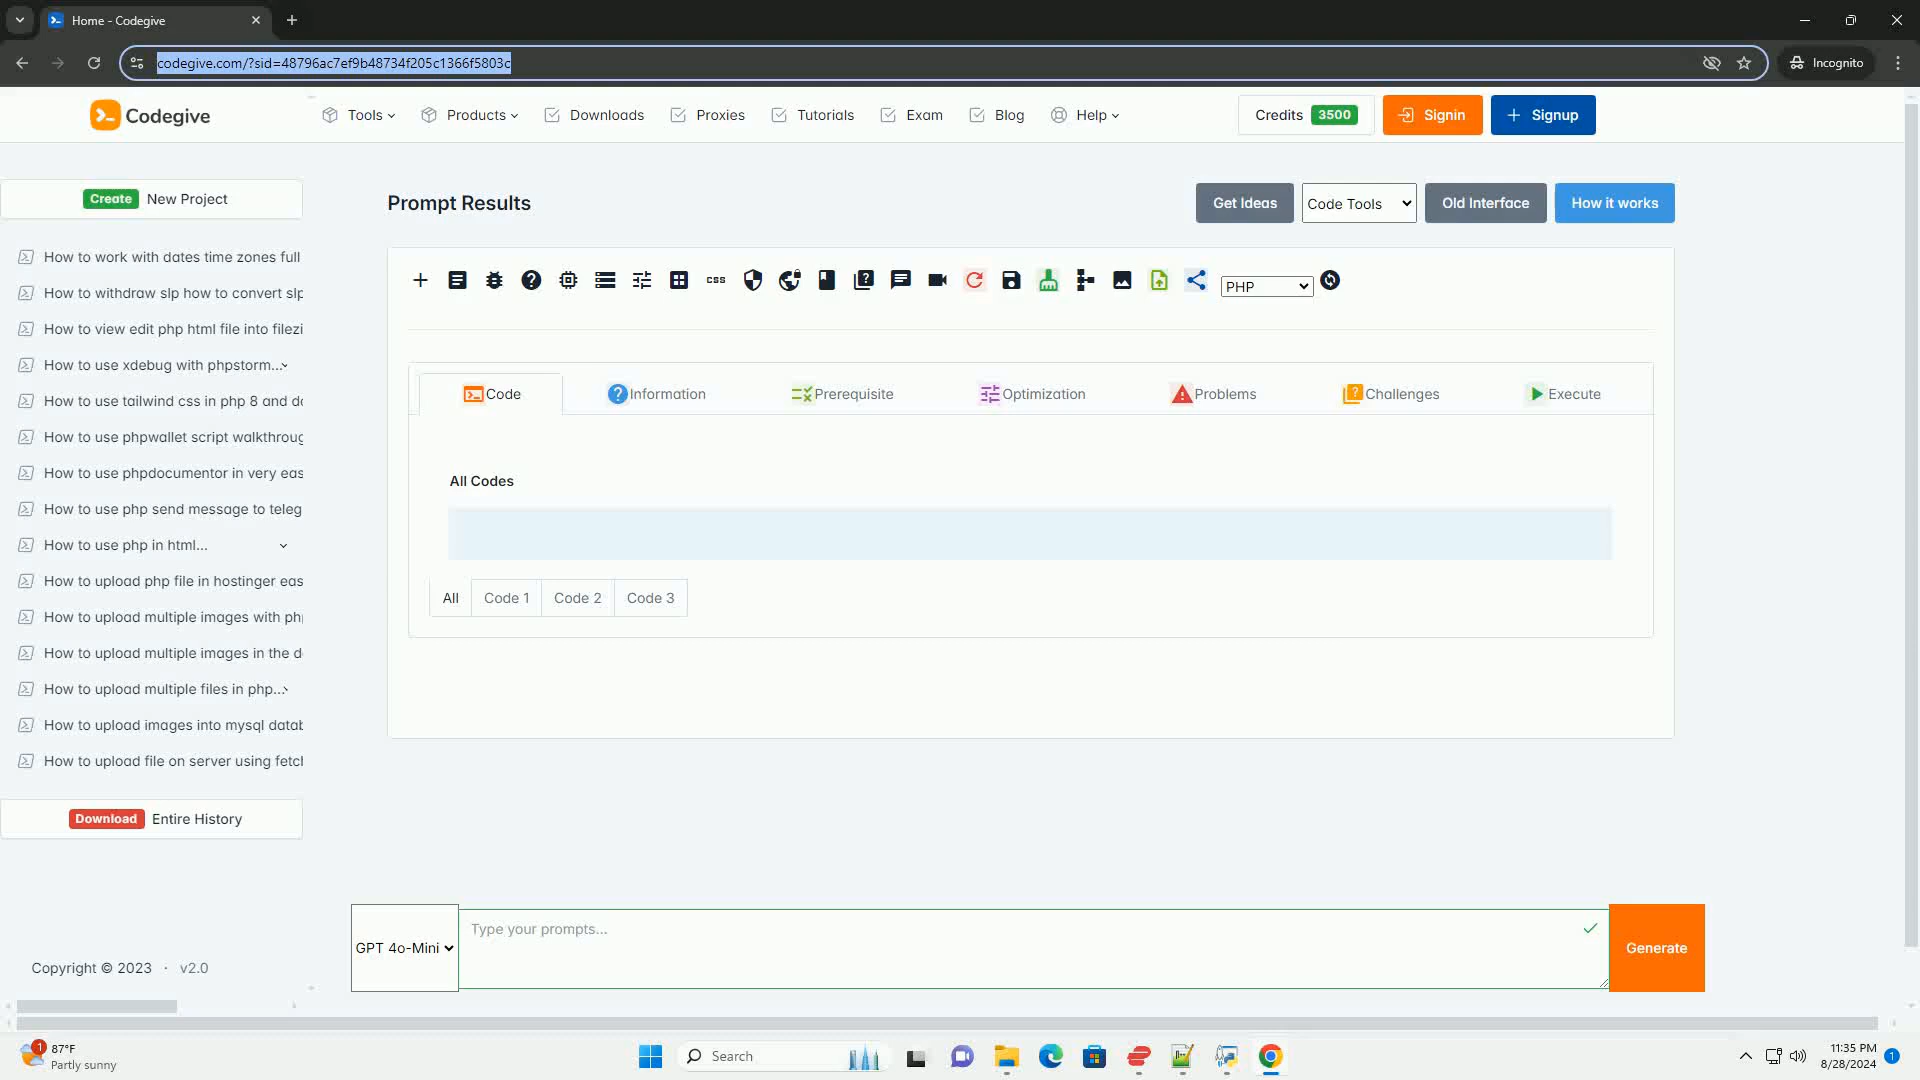 Home - Codegive
codegive.com/?sid=48796ac7ef9b48734f205c1366f5803c
Incognito
Codegive
Tools
Products
Downloads
Proxies
Tutorials
Exam
Blog
Help
Credits 3500
Signin
Signup
Create New Project
Prompt Results
Get Ideas
Code Tools
Old Interface
How it works
How to work with dates time zones full
How to withdraw slp how to convert slp
How to view edit php html file into filezi
How to use xdebug with phpstorm...
How to use tailwind css in php 8 and do
How to use phpwallet script walkthroug
How to use phpdocumentor in very eas
How to use php send message to teleg
How to use php in html...
How to upload php file in hostinger eas
How to upload multiple images with ph
How to upload multiple images in the d
How to upload multiple files in php...
How to upload images into mysql datab
How to upload file on server using fetch
css
PHP
Code
Information
Prerequisite
Optimization
Problems
Challenges
Execute
All Codes
All
Code 1
Code 2
Code 3
Download Entire History
GPT 4o-Mini
Type your prompts...
Generate
Copyright © 2023 · v2.0
1
87°F
Partly sunny
Search
11:35 PM
8/28/2024
1